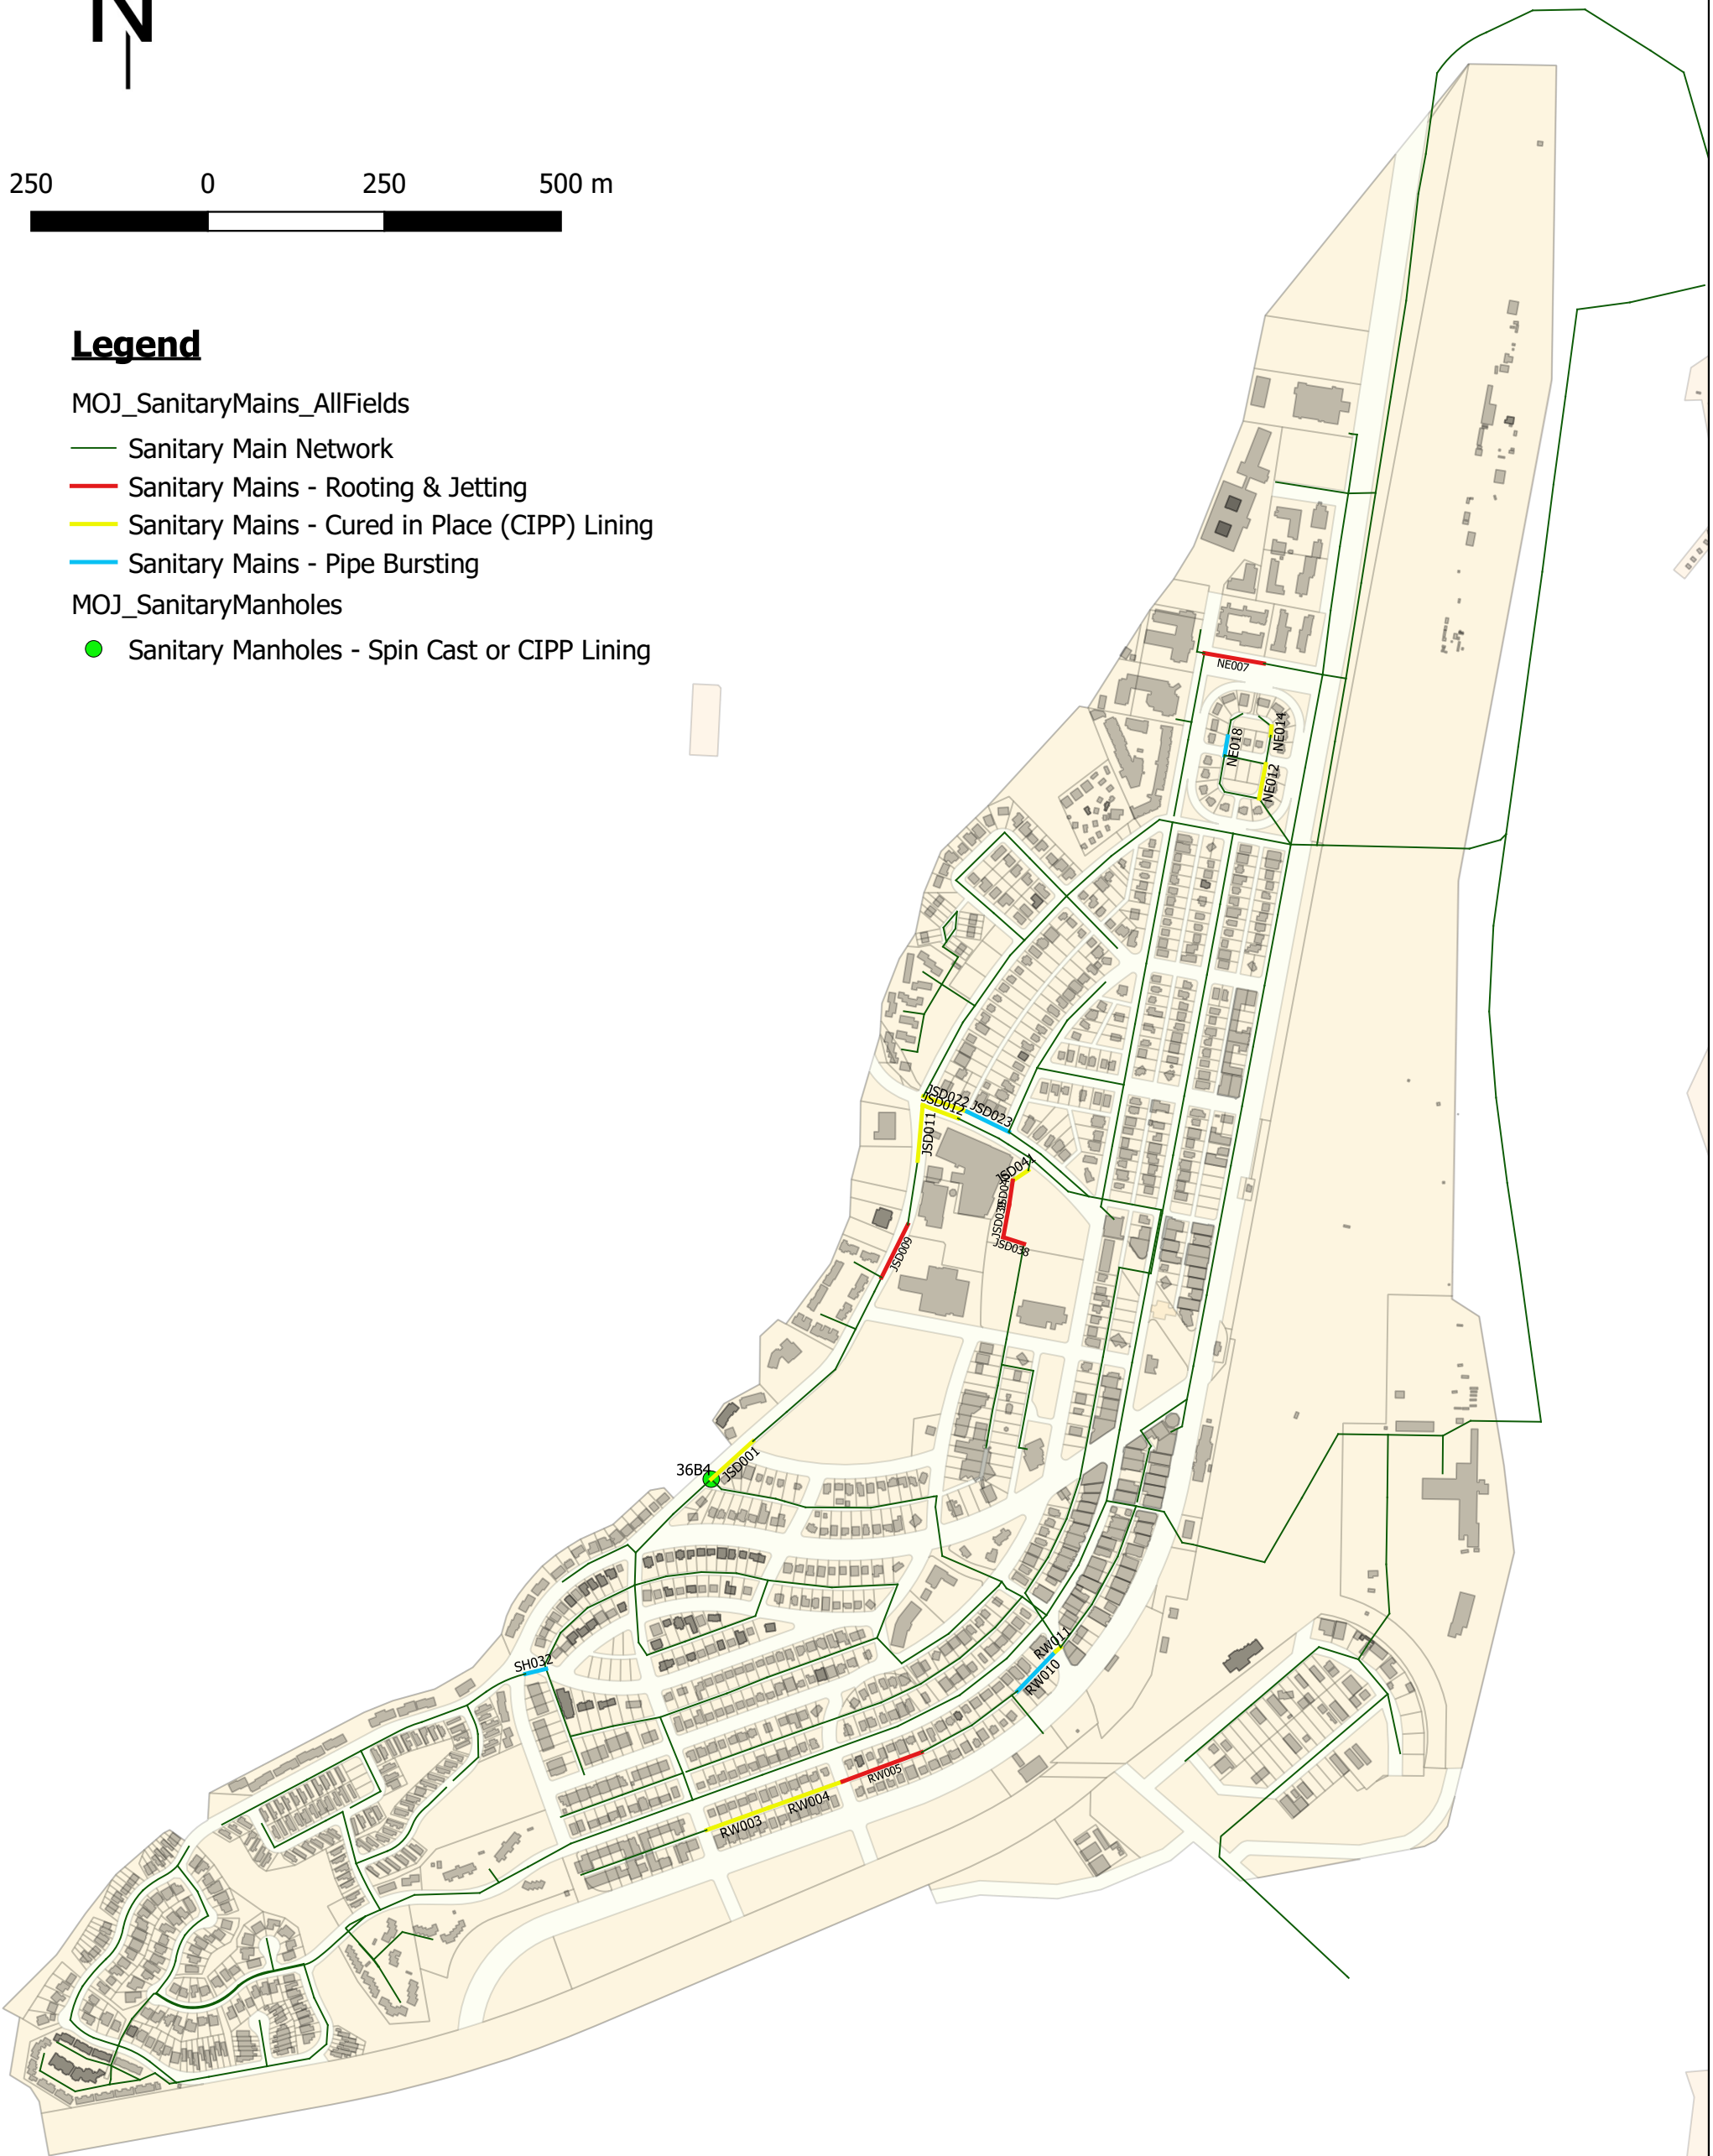 N
250 0 250 500 m
Legend
MOJ_SanitaryMains_AllFields
Sanitary Main Network
Sanitary Mains - Rooting & Jetting
Sanitary Mains - Cured in Place (CIPP) Lining
Sanitary Mains - Pipe Bursting
MOJ_SanitaryManholes
Sanitary Manholes - Spin Cast or CIPP Lining
NE007
NE014
NE018
NE012
JSD022
JSD012
JSD023
JSD011
JSD041
JSD040
JSD039
JSD038
JSD009
36B4
JSD001
SH032
RW011
RW010
RW005
RW004
RW003